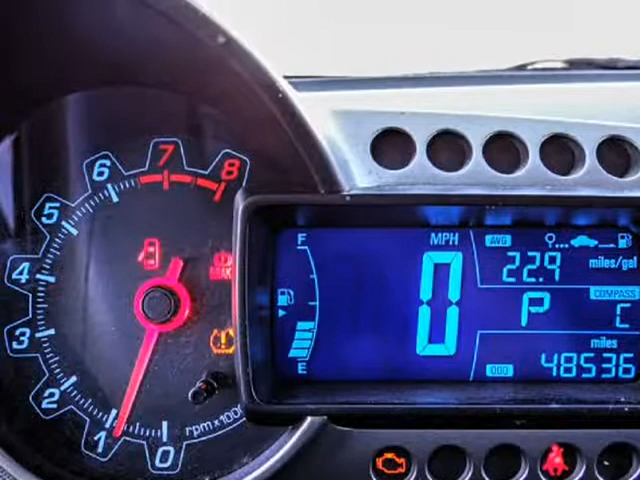 8
7
6
5
4
3
2
1
0
BRAKE
rpm x1000
F
E
MPH
0
AVG
22.9 miles/gal
COMPASS
P
C
miles
ODO 48536